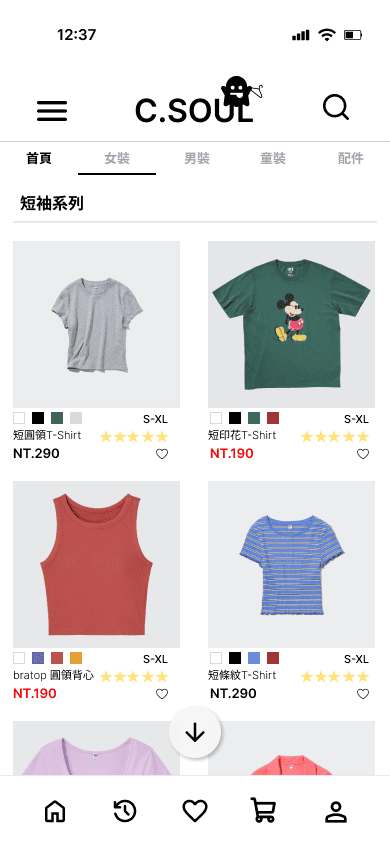 12:37
C.SOUL
首頁 女裝 男裝 童裝 配件
短袖系列
S-XL
短圓領T-Shirt
NT.290
S-XL
短印花T-Shirt
NT.190
S-XL
bratop 圓領背心
NT.190
S-XL
短條紋T-Shirt
NT.290